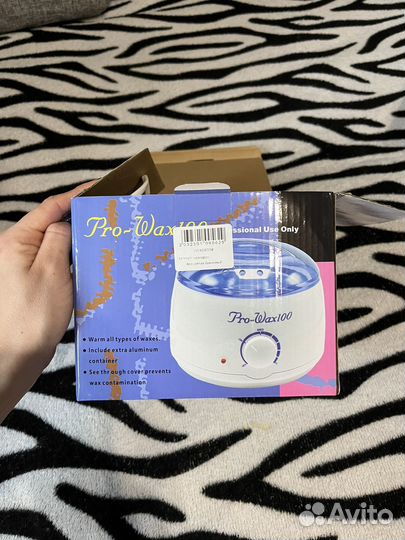 Pro-Wax100
Professional Use Only
Pro-Wax100
• Warm all types of waxes.
• Include extra aluminum
container
• See through cover prevents
wax contamination
Avito